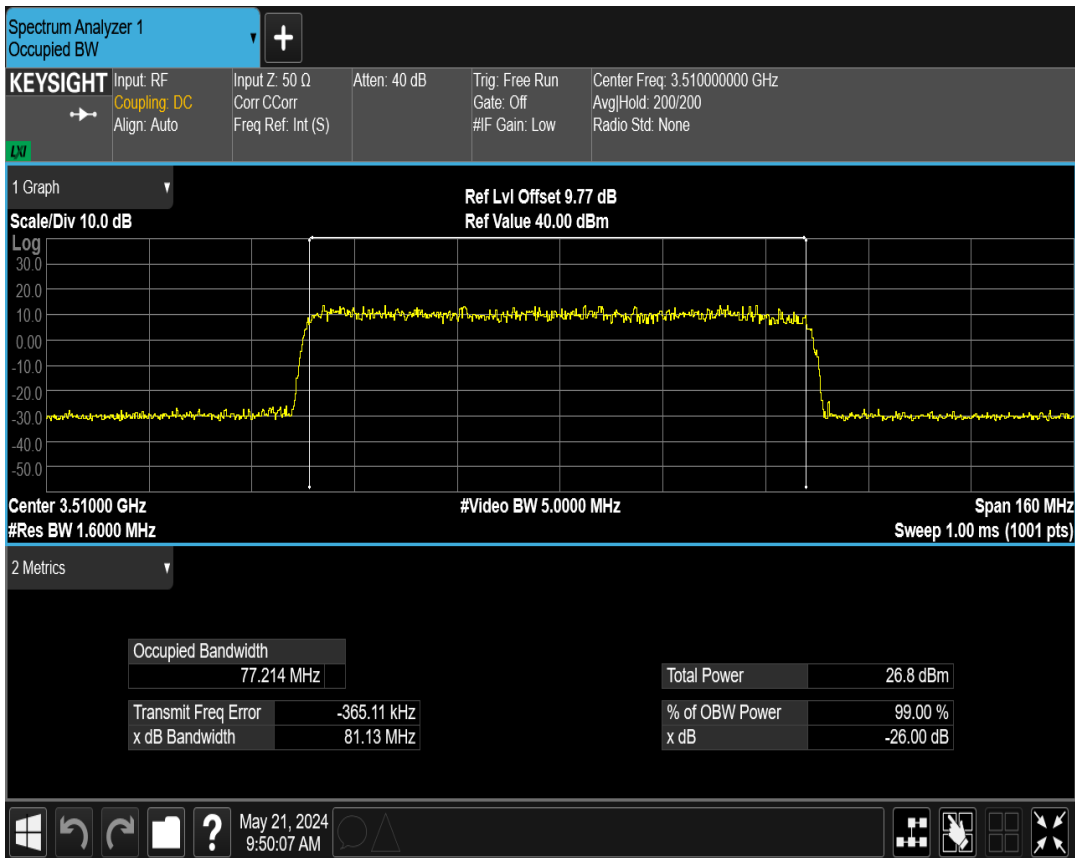 Spectrum Analyzer 1
Occupied BW
KEYSIGHT
LXI
Input: RF
Coupling: DC
Align: Auto
Input Z: 50 Ω
Corr CCorr
Freq Ref: Int (S)
Atten: 40 dB
Trig: Free Run
Gate: Off
#IF Gain: Low
Center Freq: 3.510000000 GHz
Avg|Hold: 200/200
Radio Std: None
1 Graph
Scale/Div 10.0 dB
Ref Lvl Offset 9.77 dB
Ref Value 40.00 dBm
Log
30.0
20.0
10.0
0.00
-10.0
-20.0
-30.0
-40.0
-50.0
Center 3.51000 GHz
#Res BW 1.6000 MHz
#Video BW 5.0000 MHz
Span 160 MHz
Sweep 1.00 ms (1001 pts)
2 Metrics
Occupied Bandwidth
77.214 MHz
Transmit Freq Error -365.11 kHz
x dB Bandwidth 81.13 MHz
Total Power 26.8 dBm
% of OBW Power 99.00 %
x dB -26.00 dB
?
May 21, 2024
9:50:07 AM